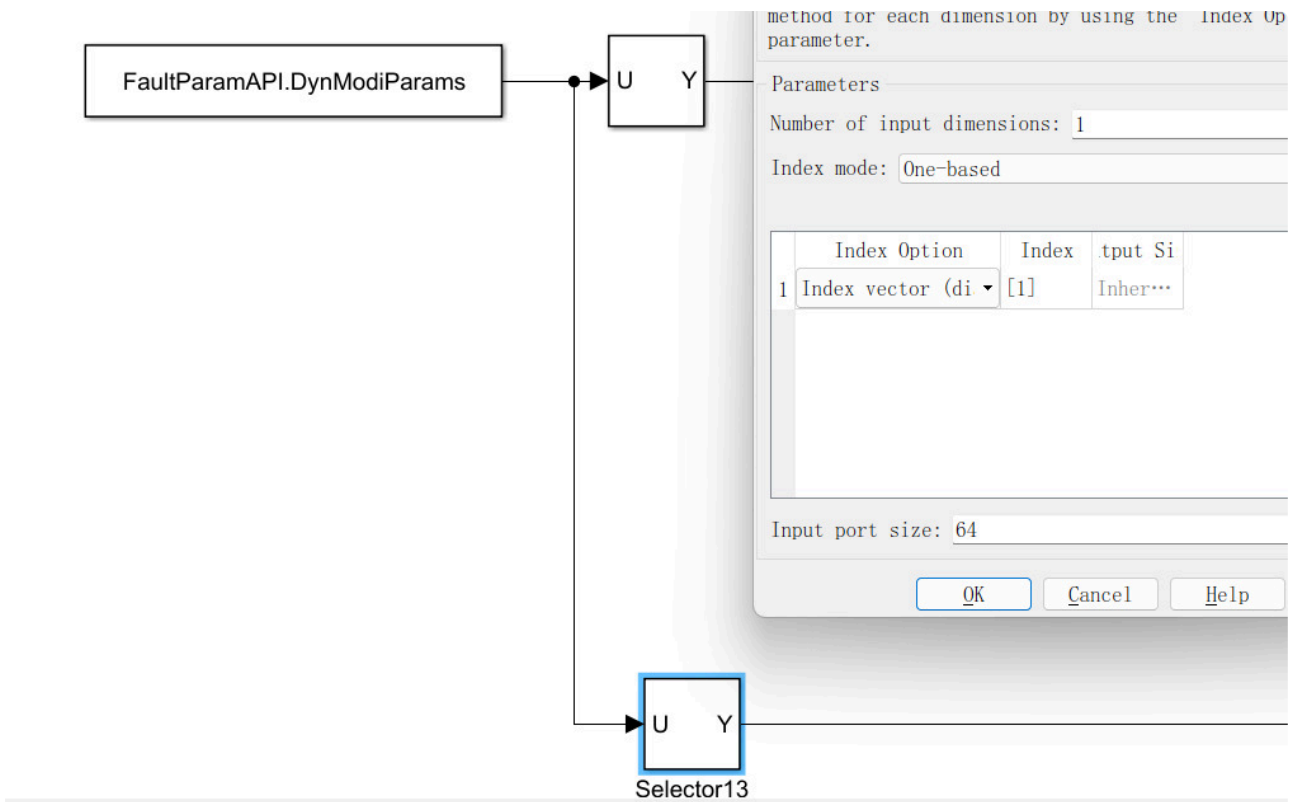 method for each dimension by using the "Index Op
parameter.
FaultParamAPI.DynModiParams
U Y
Parameters
Number of input dimensions: 1
Index mode: One-based
Index Option Index tput Si
1 Index vector (di [1] Inher…
Input port size: 64
OK Cancel Help
U Y
Selector13